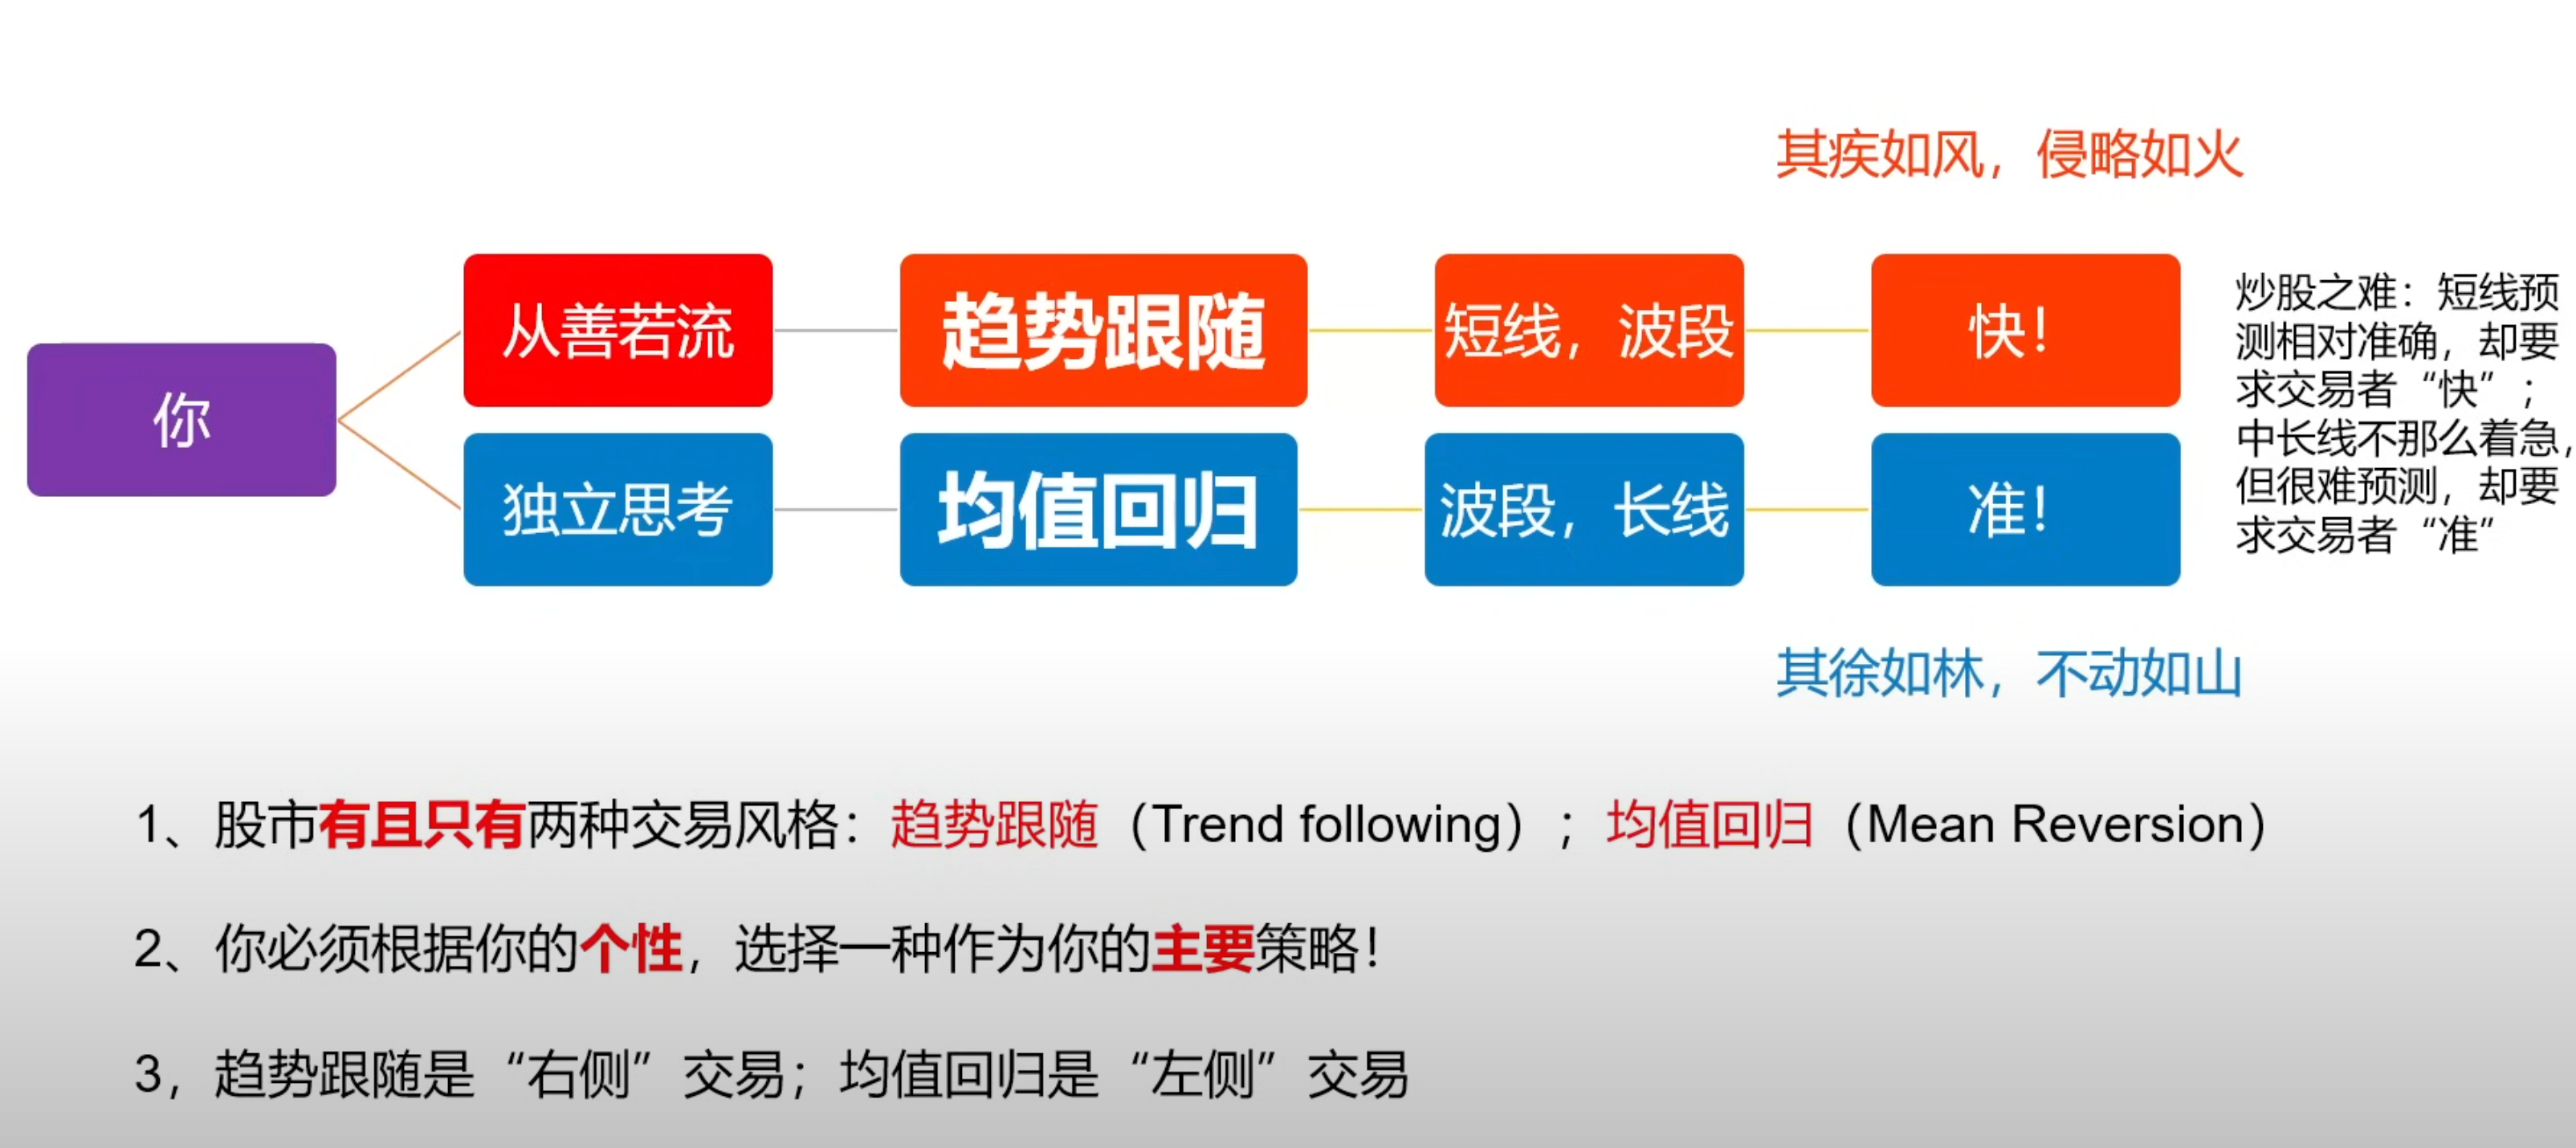 其疾如风，侵略如火
你
从善若流
趋势跟随
短线，波段
快！
独立思考
均值回归
波段，长线
准！
炒股之难：短线预
测相对准确，却要
求交易者“快”；
中长线不那么着急，
但很难预测，却要
求交易者“准”
其徐如林，不动如山
1、股市有且只有两种交易风格：趋势跟随（Trend following）；均值回归（Mean Reversion）
2、你必须根据你的个性，选择一种作为你的主要策略！
3，趋势跟随是“右侧”交易；均值回归是“左侧”交易